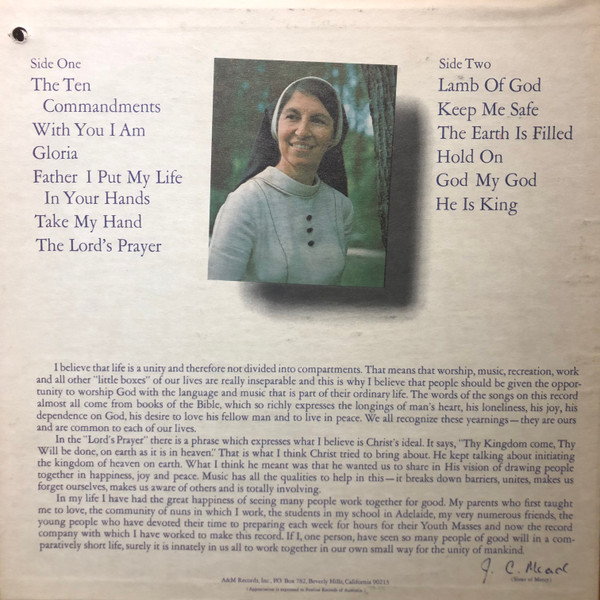 Side One
The Ten
Commandments
With You I Am
Gloria
Father I Put My Life
In Your Hands
Take My Hand
The Lord's Prayer
Side Two
Lamb Of God
Keep Me Safe
The Earth Is Filled
Hold On
God My God
He Is King
I believe that life is a unity and therefore not divided into compartments. That means that worship, music, recreation, work
and all other "little boxes" of our lives are really inseparable and this is why I believe that people should be given the oppor-
tunity to worship God with the language and music that is part of their ordinary life. The words of the songs on this record
almost all come from books of the Bible, which so richly expresses the longings of man's heart, his loneliness, his joy, his
dependence on God, his desire to love his fellow man and to live in peace. We all recognize these yearnings—they are ours
and are common to each of our lives.
In the "Lord's Prayer" there is a phrase which expresses what I believe is Christ's ideal. It says, "Thy Kingdom come, Thy
Will be done, on earth as it is in heaven." That is what I think Christ tried to bring about. He kept talking about initiating
the kingdom of heaven on earth. What I think he meant was that he wanted us to share in His vision of drawing people
together in happiness, joy and peace. Music has all the qualities to help in this—it breaks down barriers, unites, makes us
forget ourselves, makes us aware of others and is totally involving.
In my life I have had the great happiness of seeing many people work together for good. My parents who first taught
me to love, the community of nuns in which I work, the students in my school in Adelaide, my very numerous friends, the
young people who have devoted their time to preparing each week for hours for their Youth Masses and now the record
company with which I have worked to make this record. If I, one person, have seen so many people of good will in a com-
paratively short life, surely it is innately in us all to work together in our own small way for the unity of mankind.
J. C. Mead
(Sister of Mercy)
A&M Records, Inc., P.O. Box 782, Beverly Hills, California 90213
(Appreciation is expressed to Festival Records of Australia.)